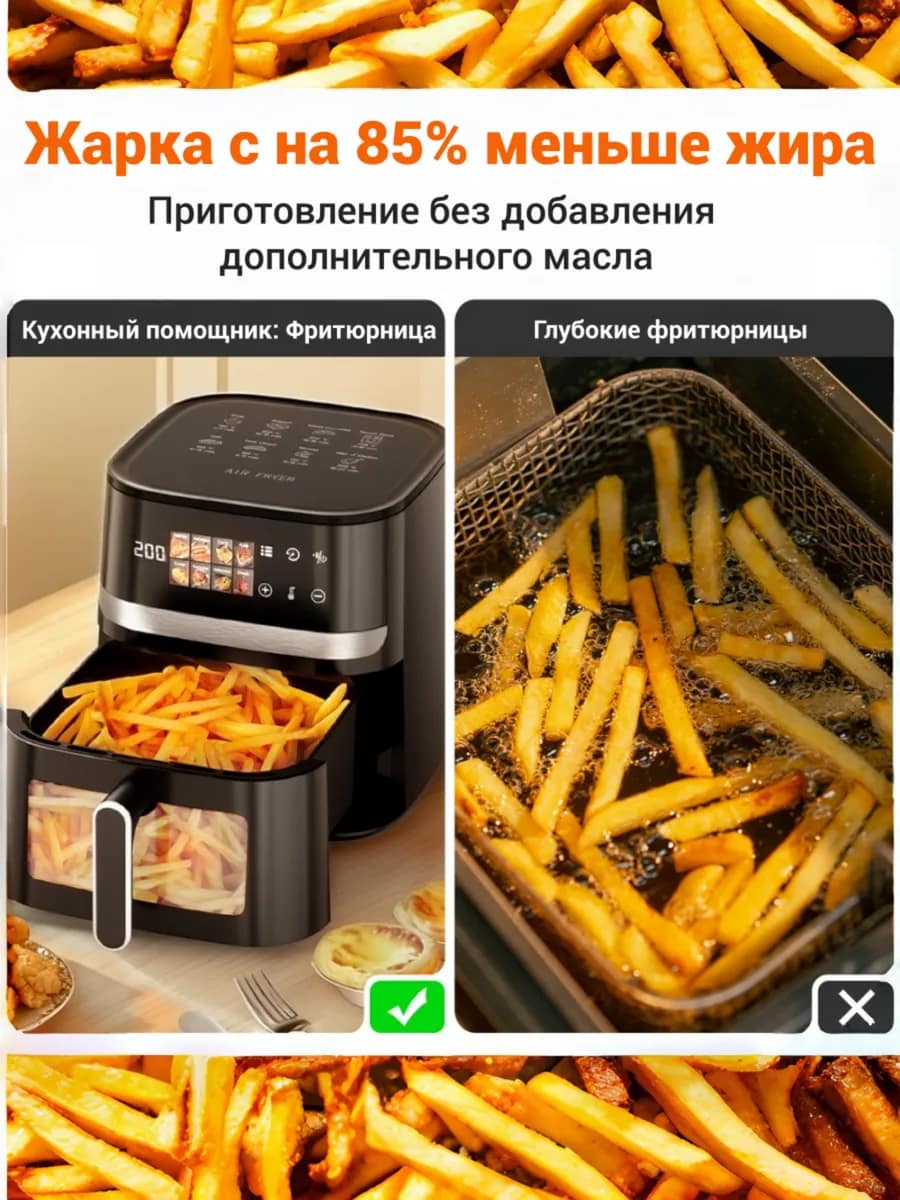 Жарка с на 85% меньше жира
Приготовление без добавления
дополнительного масла
Кухонный помощник: Фритюрница
Глубокие фритюрницы
AIR FRYER
200